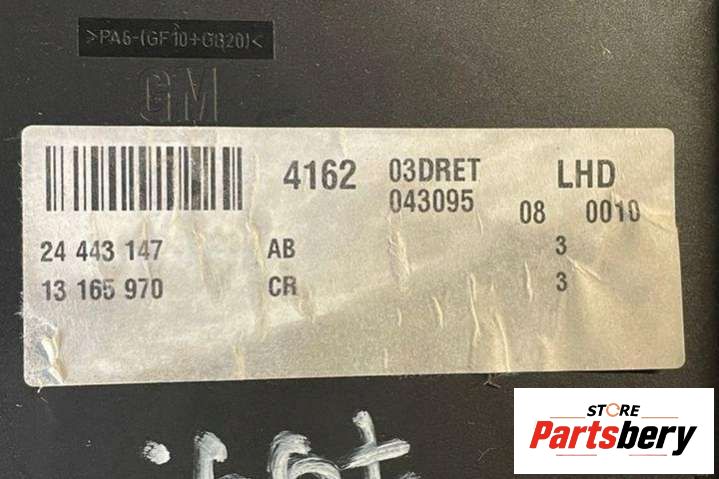 >PA6-(GF10+GB20)<
GM
4162 03DRET LHD
043095 08 0010
24 443 147 AB 3
13 165 970 CR 3
STORE
Partsbery